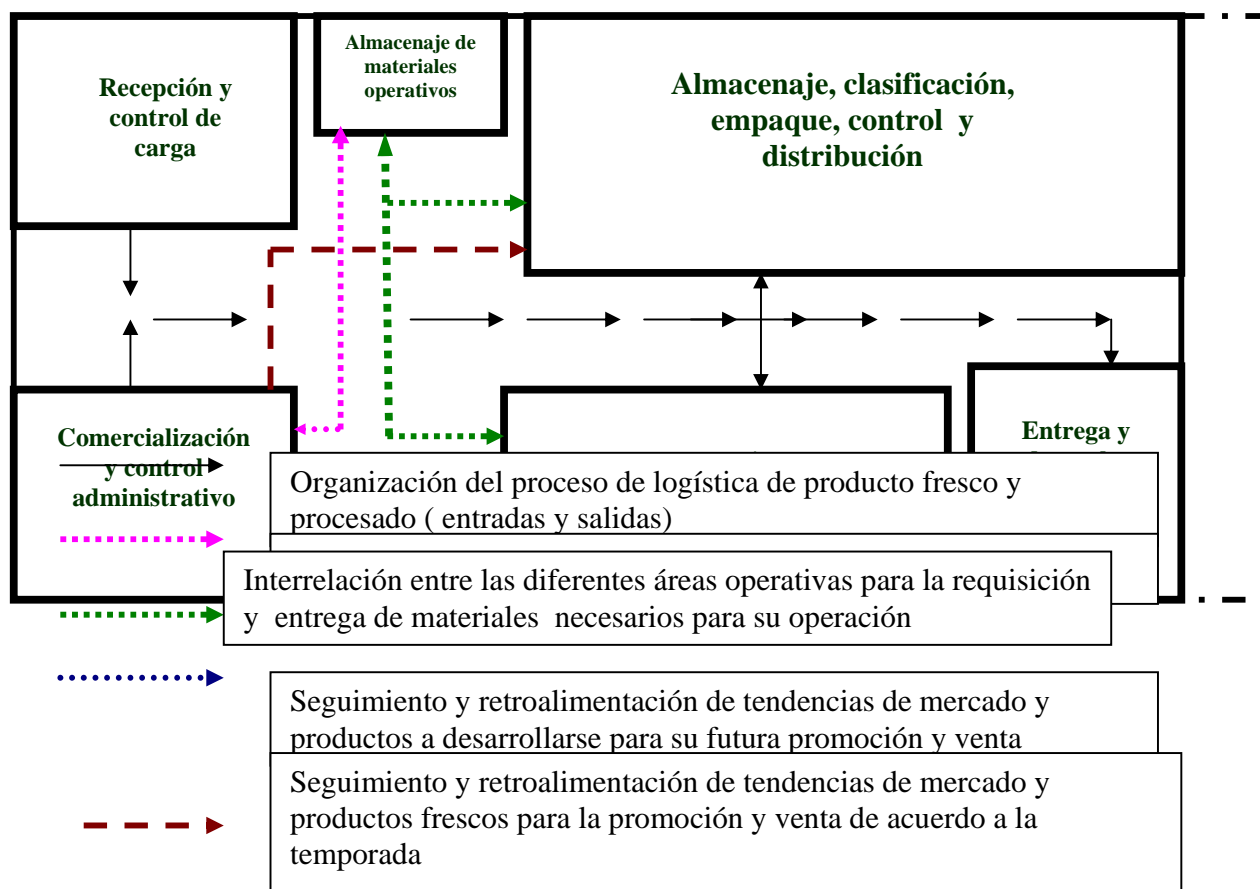 Recepción y
control de
carga
Almacenaje de
materiales
operativos
Almacenaje, clasificación,
empaque, control y
distribución
Comercialización
y control
administrativo
Entrega y
Organización del proceso de logística de producto fresco y
procesado ( entradas y salidas)
Interrelación entre las diferentes áreas operativas para la requisición
y entrega de materiales necesarios para su operación
Seguimiento y retroalimentación de tendencias de mercado y
productos a desarrollarse para su futura promoción y venta
Seguimiento y retroalimentación de tendencias de mercado y
productos frescos para la promoción y venta de acuerdo a la
temporada